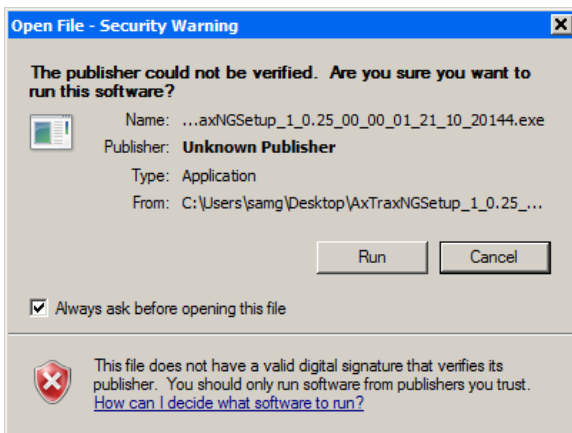 Open File - Security Warning
The publisher could not be verified. Are you sure you want to
run this software?
Name: ...axNGSetup_1_0.25_00_00_01_21_10_20144.exe
Publisher: Unknown Publisher
Type: Application
From: C:\Users\samg\Desktop\AxTraxNGSetup_1_0.25_...
Run Cancel
Always ask before opening this file
This file does not have a valid digital signature that verifies its
publisher. You should only run software from publishers you trust.
How can I decide what software to run?